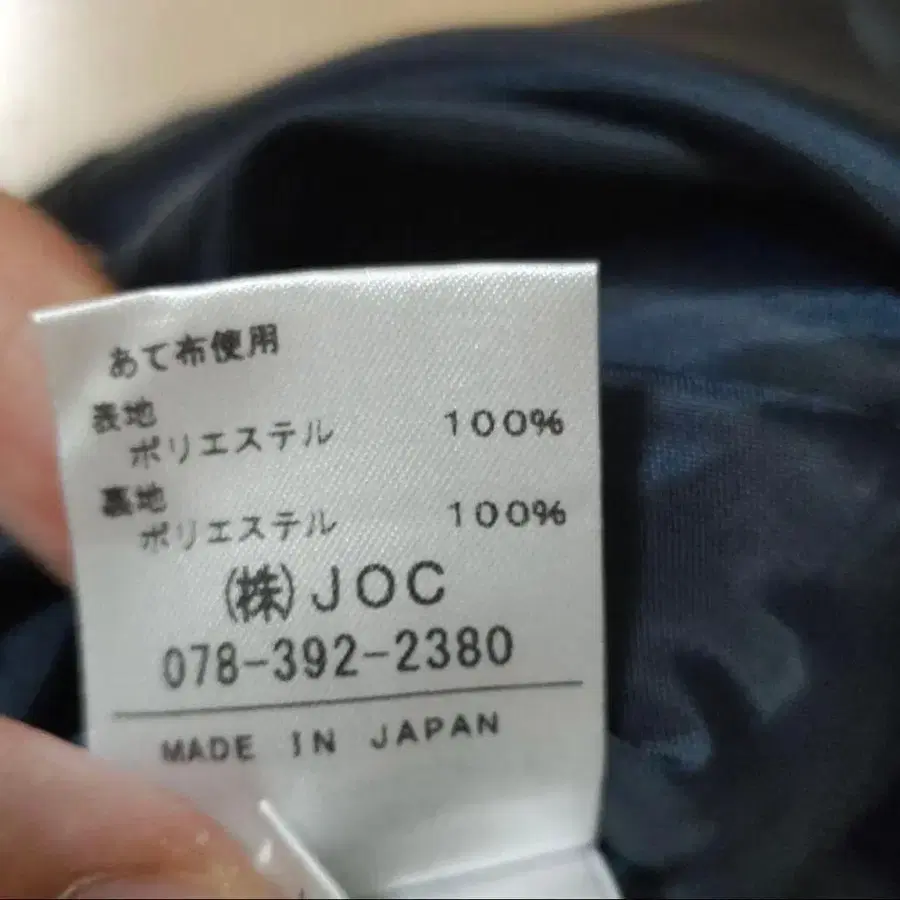 あて布使用
表地
ポリエステル 100%
裏地
ポリエステル 100%
(株)JOC
078-392-2380
MADE IN JAPAN